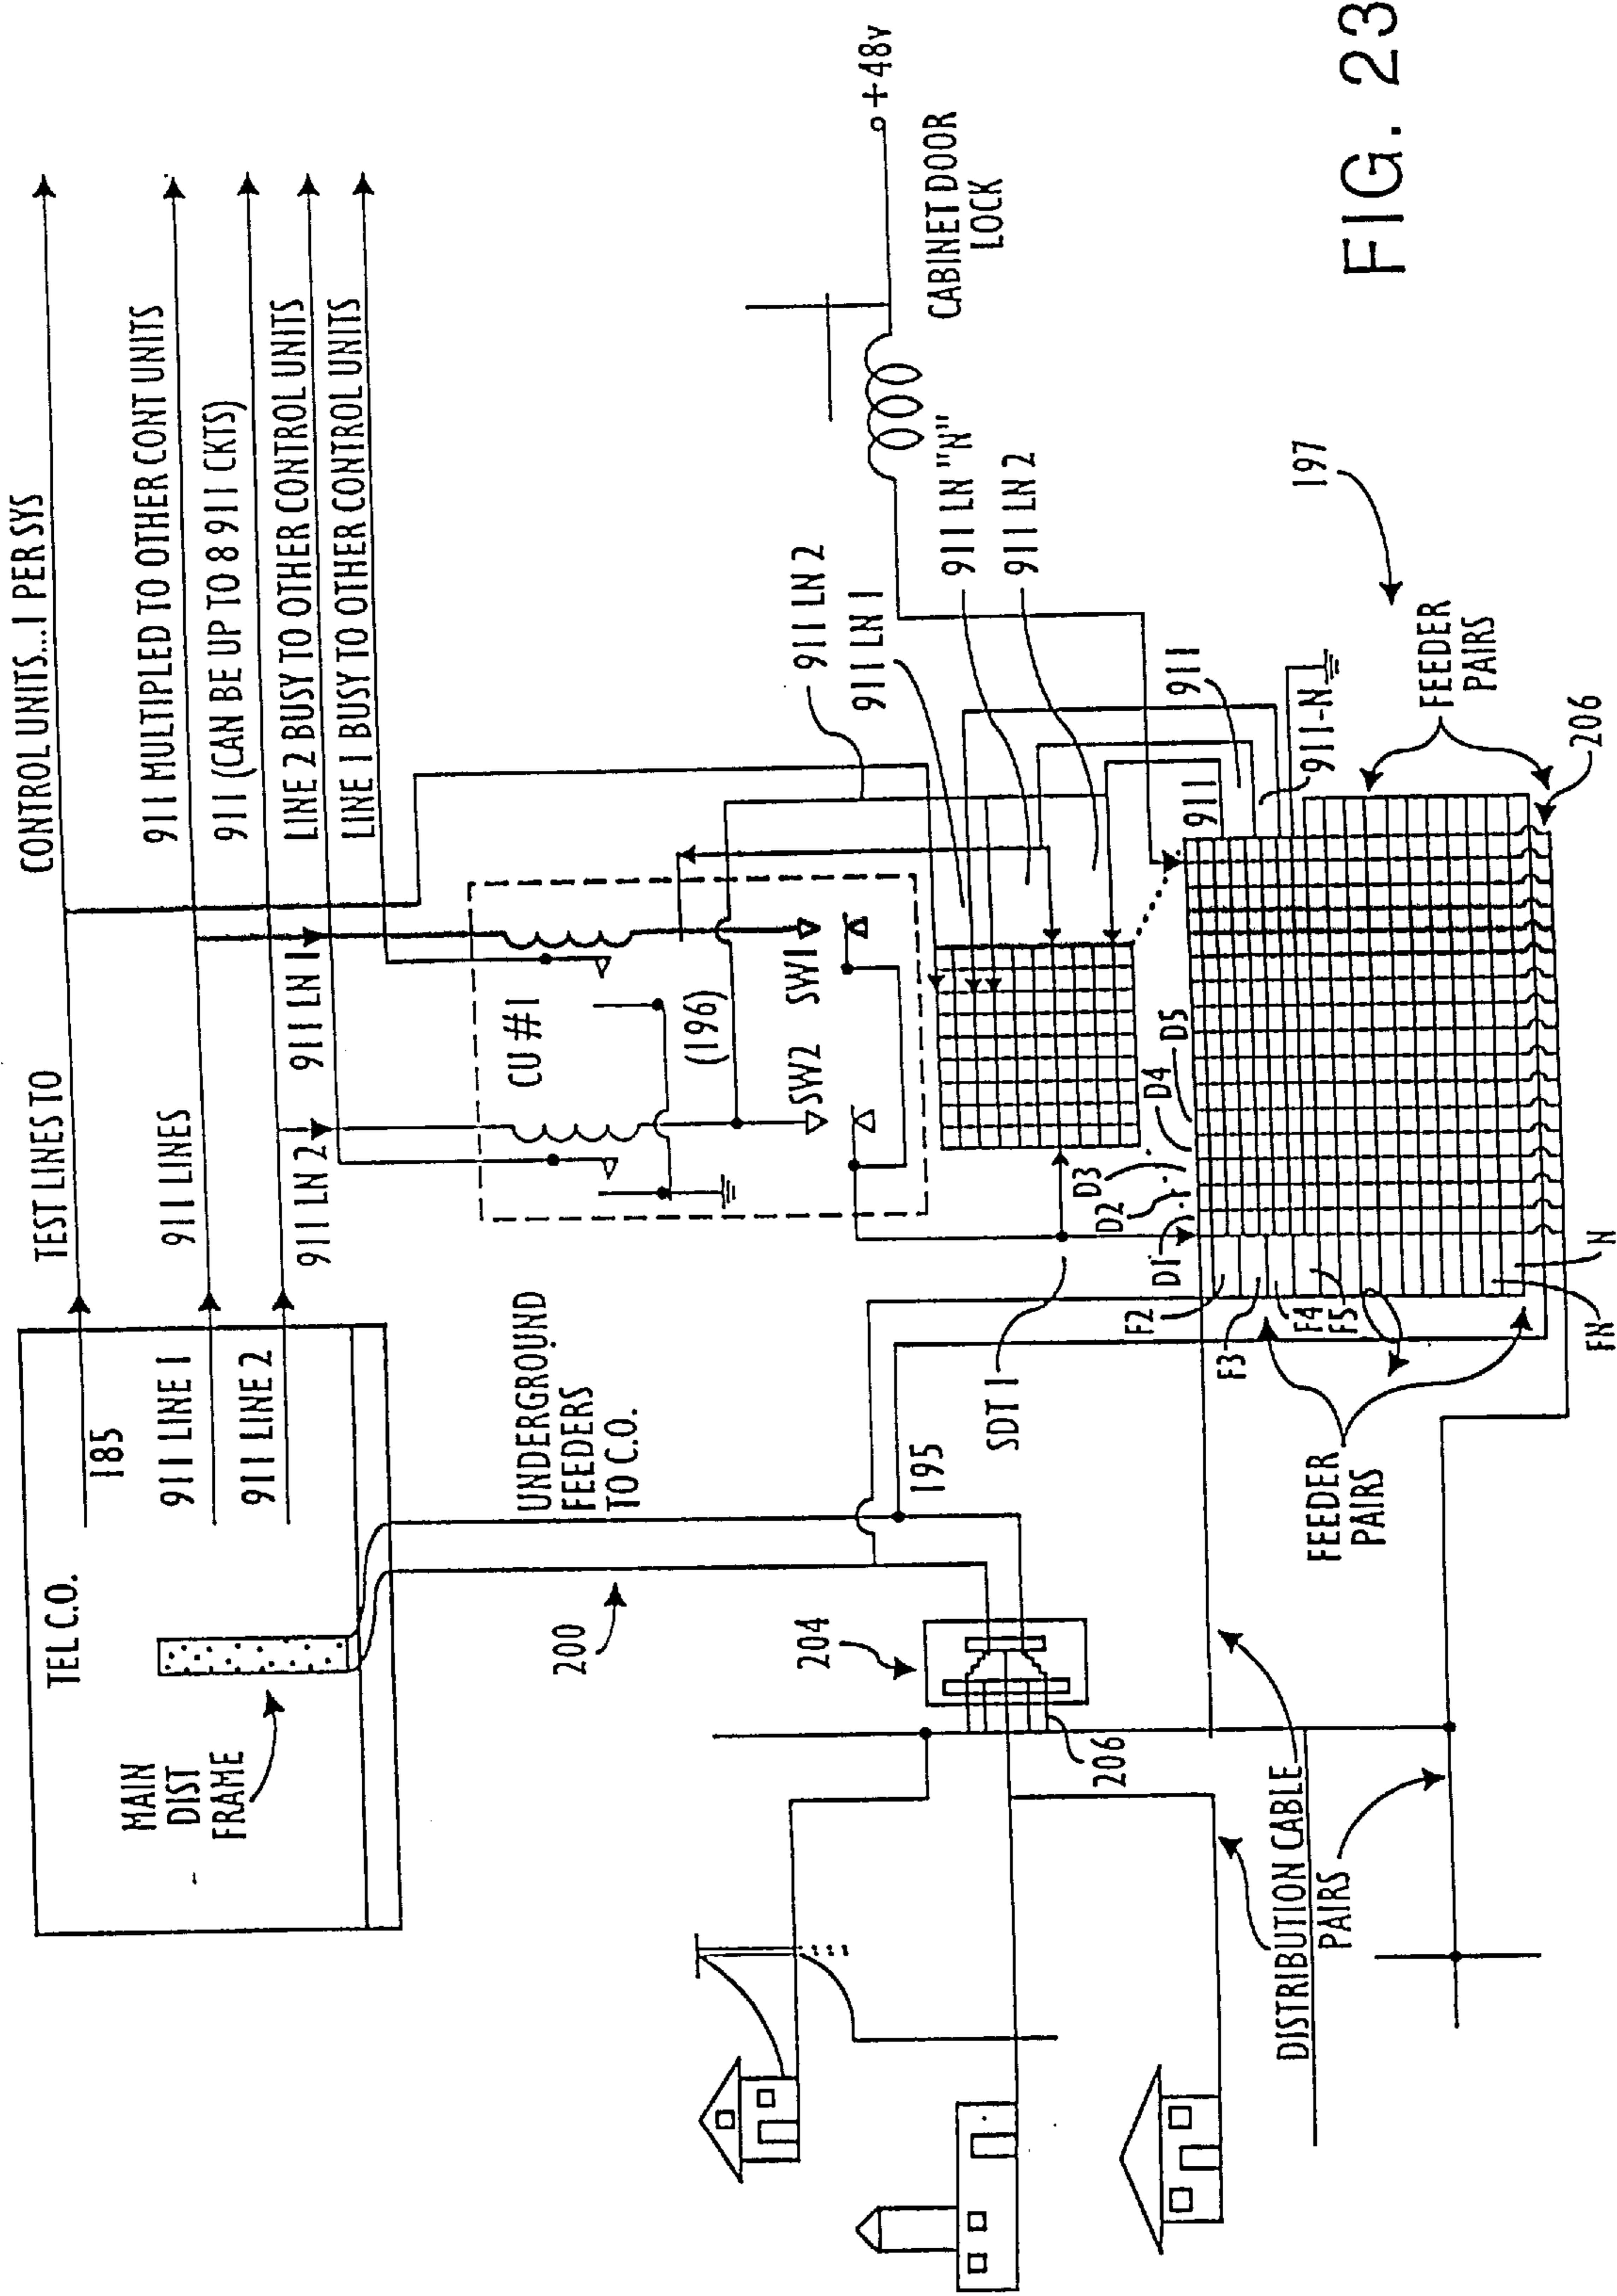 TEL C.O.
MAIN
DIST
FRAME
185
911 LINE 1
911 LINE 2
TEST LINES TO
CONTROL UNITS...1 PER SYS
911 LINES
911 MULTIPLED TO OTHER CONT UNITS
911 (CAN BE UP TO 8 911 CKTS)
LINE 2 BUSY TO OTHER CONTROL UNITS
LINE 1 BUSY TO OTHER CONTROL UNITS
911 LN 2
911 LN 1
UNDERGROUND
FEEDERS
TO C.O.
200
195
CU #1
(196)
SW2
SW1
911 LN 2
911 LN 1
911 LN "N"
911 LN 2
+48v
CABINET DOOR
LOCK
204
206
SDT 1
D1
D2
D3
D4
D5
911
911
911-N
F2
F3
F4
F5
FN
N
FEEDER
PAIRS
FEEDER
PAIRS
197
206
DISTRIBUTION CABLE
PAIRS
FIG. 23